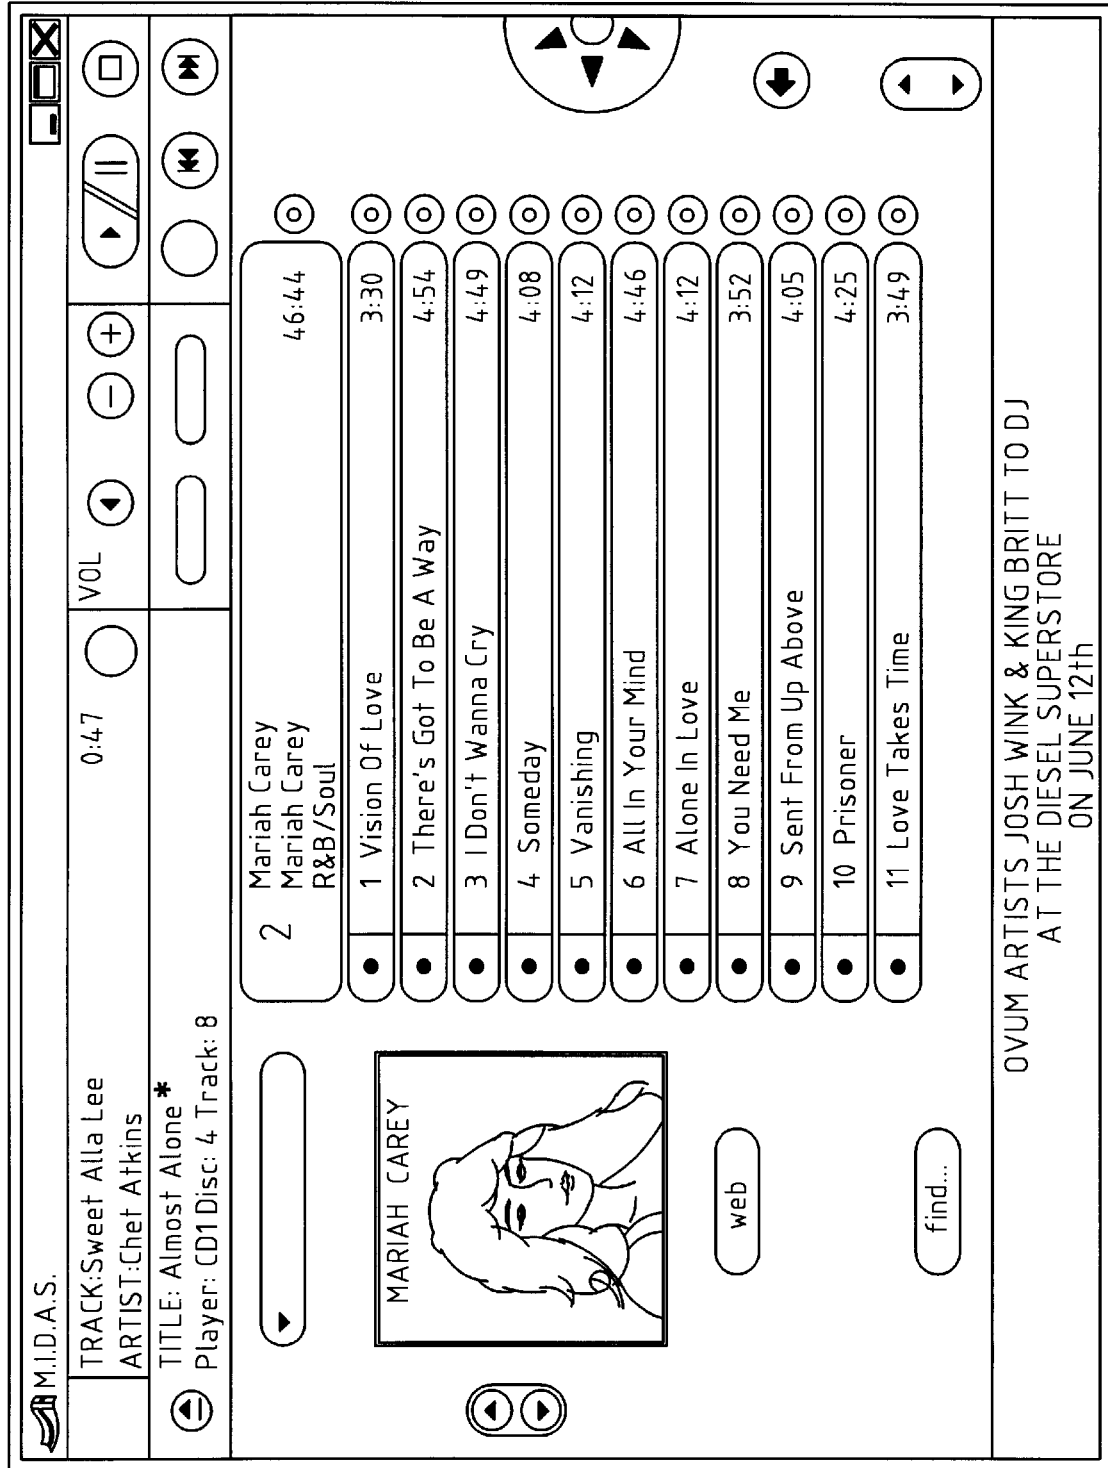 M.I.D.A.S.
TRACK:Sweet Alla Lee
0:47
VOL
ARTIST:Chet Atkins
TITLE: Almost Alone*
Player: CD1 Disc: 4 Track: 8
2
Mariah Carey
Mariah Carey
46:44
R&B/Soul
1 Vision Of Love 3:30
2 There's Got To Be A Way 4:54
3 I Don't Wanna Cry 4:49
4 Someday 4:08
5 Vanishing 4:12
6 All In Your Mind 4:46
7 Alone In Love 4:12
8 You Need Me 3:52
9 Sent From Up Above 4:05
10 Prisoner 4:25
11 Love Takes Time 3:49
MARIAH CAREY
web
find...
OVUM ARTISTS JOSH WINK & KING BRITT TO DJ
AT THE DIESEL SUPERSTORE
ON JUNE 12th